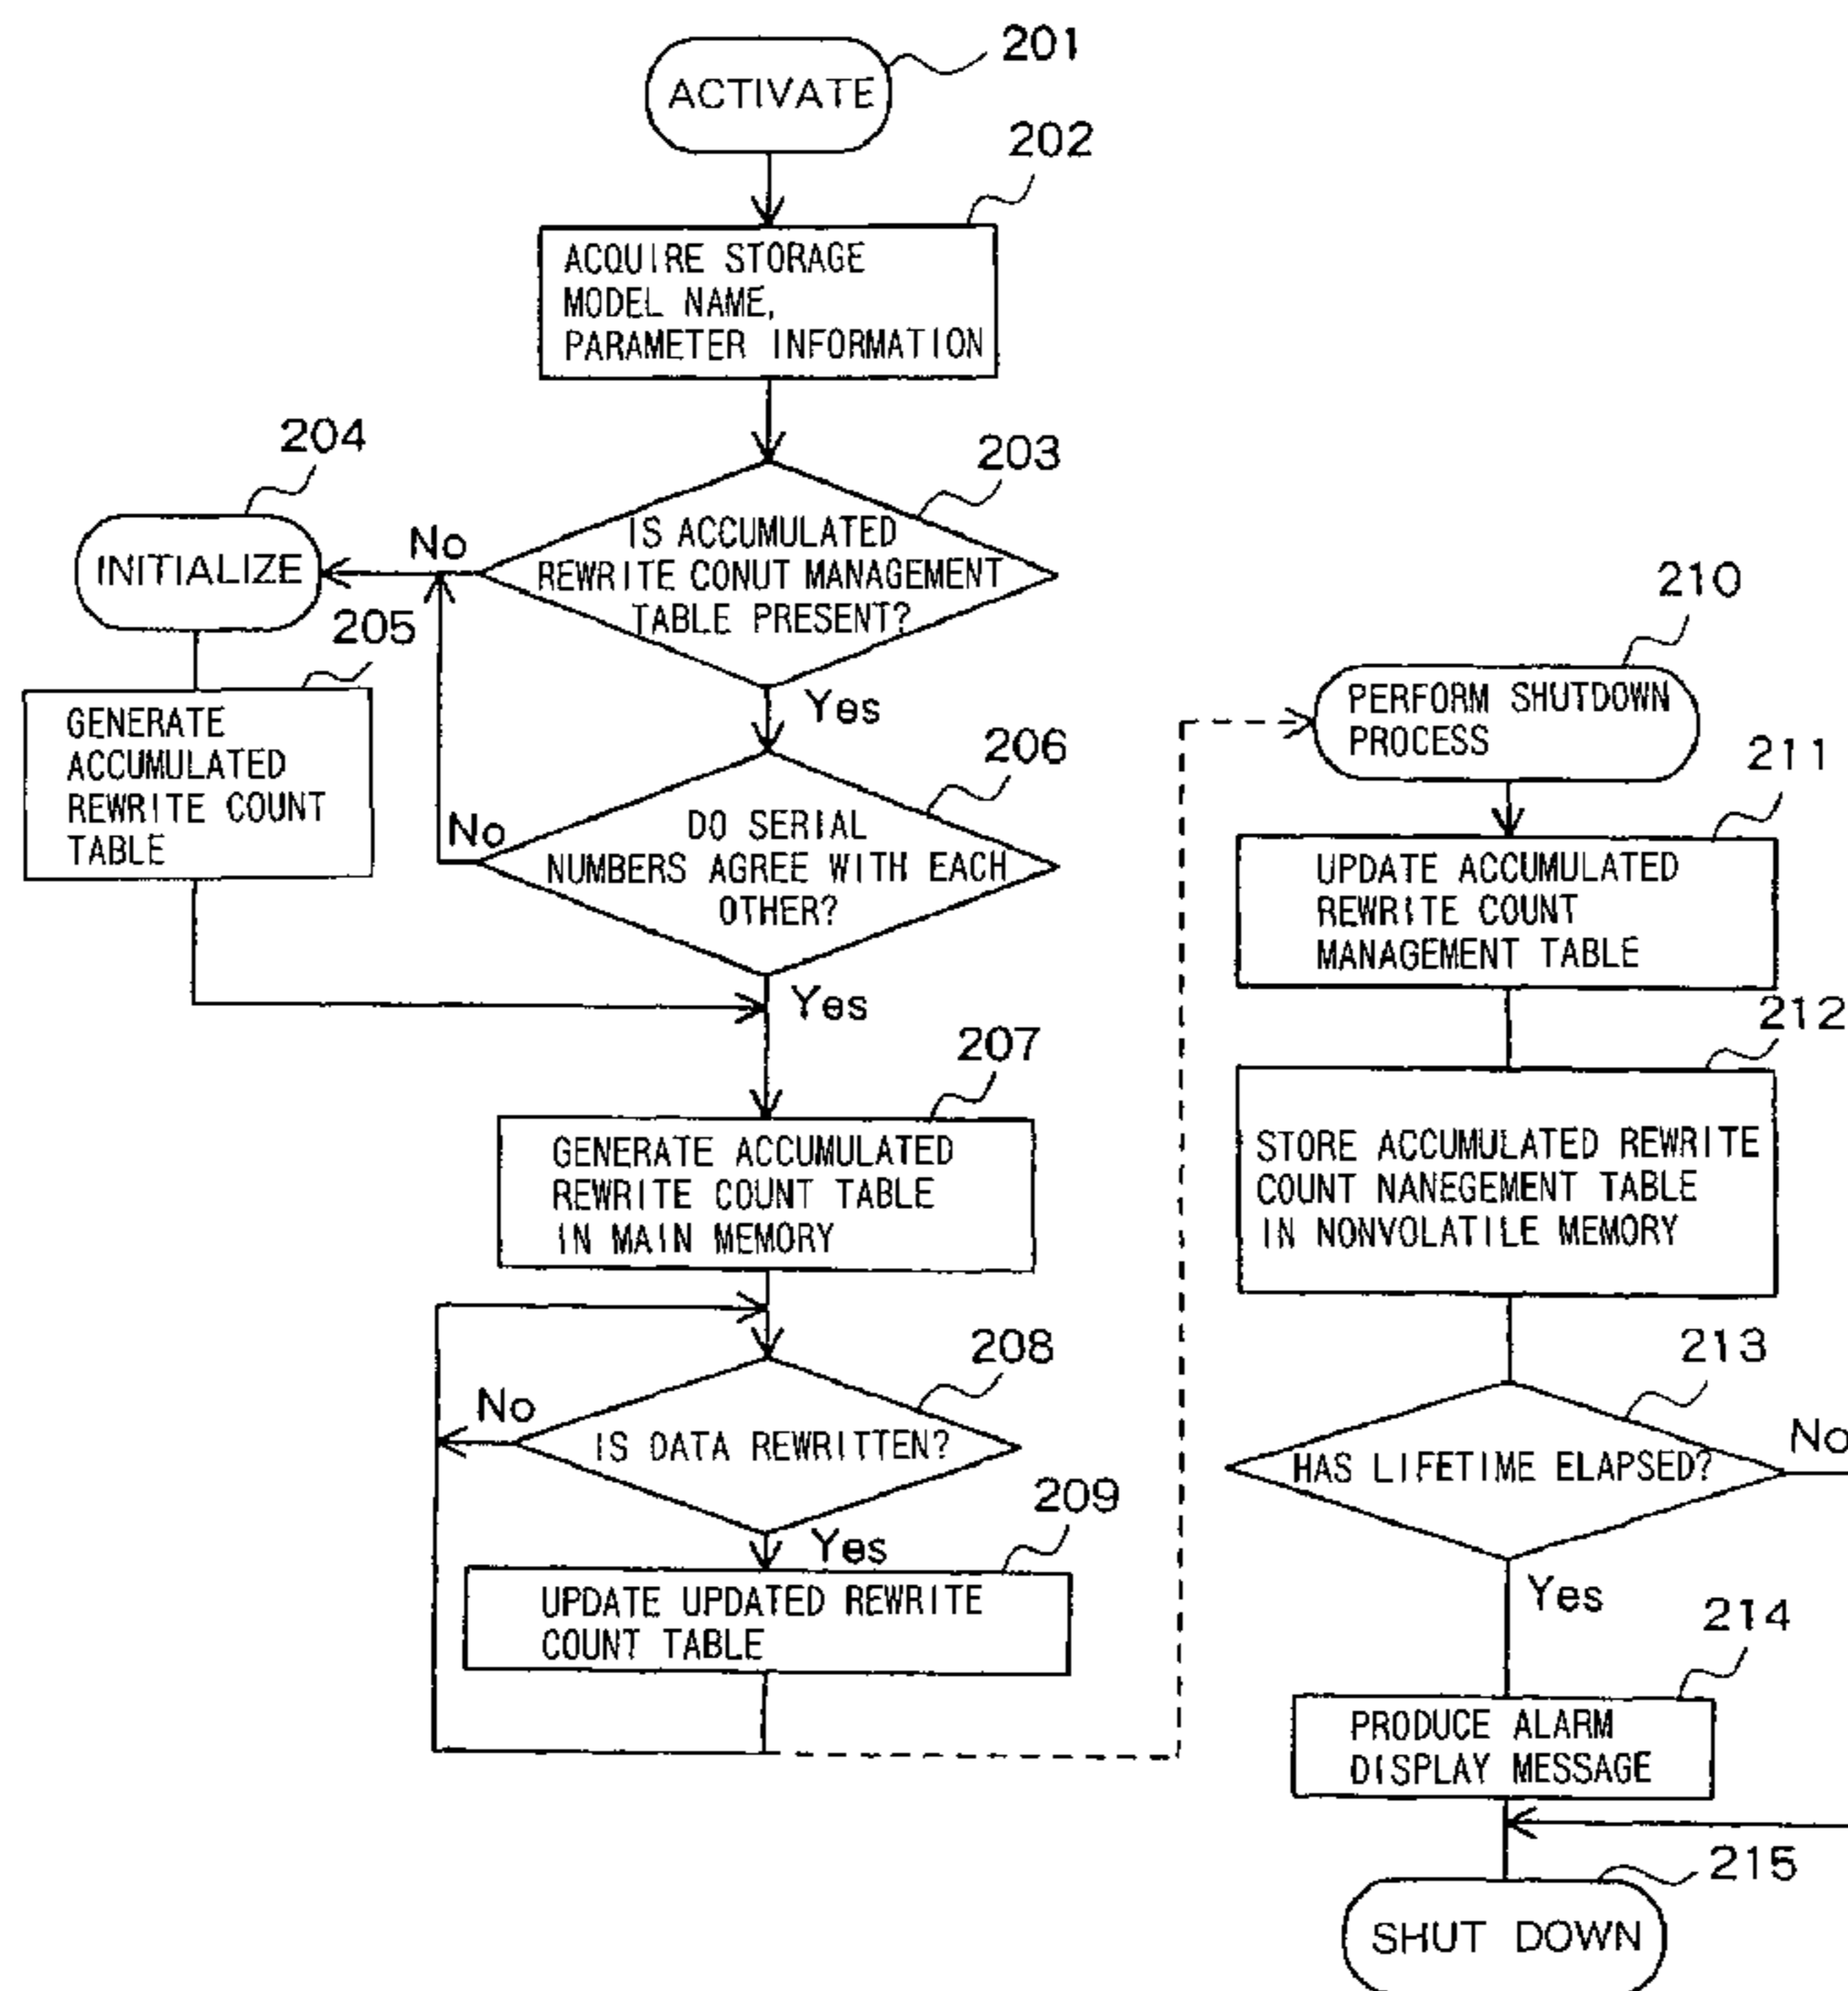 201
ACTIVATE
202
ACQUIRE STORAGE
MODEL NAME,
PARAMETER INFORMATION
203
IS ACCUMULATED
REWRITE CONUT MANAGEMENT
TABLE PRESENT?
No
Yes
204
INITIALIZE
205
GENERATE
ACCUMULATED
REWRITE COUNT
TABLE
206
DO SERIAL
NUMBERS AGREE WITH EACH
OTHER?
No
Yes
207
GENERATE ACCUMULATED
REWRITE COUNT TABLE
IN MAIN MEMORY
208
IS DATA REWRITTEN?
No
Yes
209
UPDATE UPDATED REWRITE
COUNT TABLE
210
PERFORM SHUTDOWN
PROCESS
211
UPDATE ACCUMULATED
REWRITE COUNT
MANAGEMENT TABLE
212
STORE ACCUMULATED REWRITE
COUNT NANEGEMENT TABLE
IN NONVOLATILE MEMORY
213
HAS LIFETIME ELAPSED?
No
Yes
214
PRODUCE ALARM
DISPLAY MESSAGE
215
SHUT DOWN